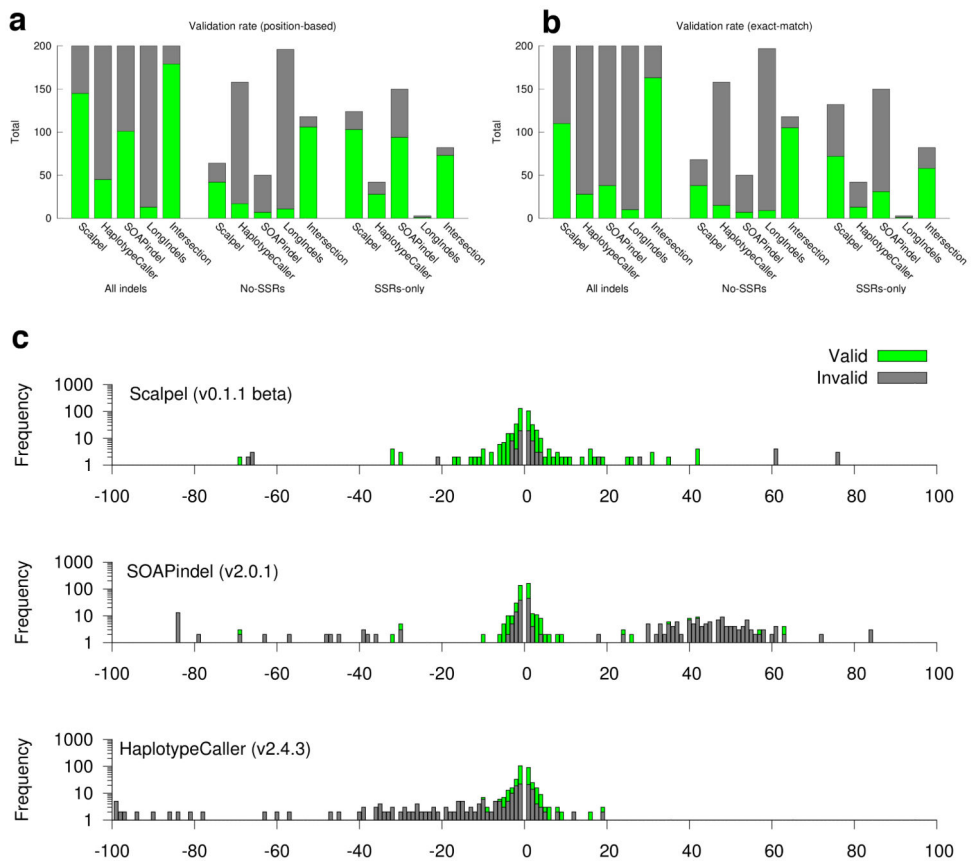 a
Validation rate (position-based)
200
150
100
50
0
Total
Scalpel
HaplotypeCaller
SOAPindel
LongIndels
Intersection
Scalpel
HaplotypeCaller
SOAPindel
LongIndels
Intersection
Scalpel
HaplotypeCaller
SOAPindel
LongIndels
Intersection
All indels
No-SSRs
SSRs-only
b
Validation rate (exact-match)
200
150
100
50
0
Total
Scalpel
HaplotypeCaller
SOAPindel
LongIndels
Intersection
Scalpel
HaplotypeCaller
SOAPindel
LongIndels
Intersection
Scalpel
HaplotypeCaller
SOAPindel
LongIndels
Intersection
All indels
No-SSRs
SSRs-only
c
Valid
Invalid
Scalpel (v0.1.1 beta)
Frequency
1000
100
10
1
-100 -80 -60 -40 -20 0 20 40 60 80 100
SOAPindel (v2.0.1)
Frequency
1000
100
10
1
-100 -80 -60 -40 -20 0 20 40 60 80 100
HaplotypeCaller (v2.4.3)
Frequency
1000
100
10
1
-100 -80 -60 -40 -20 0 20 40 60 80 100